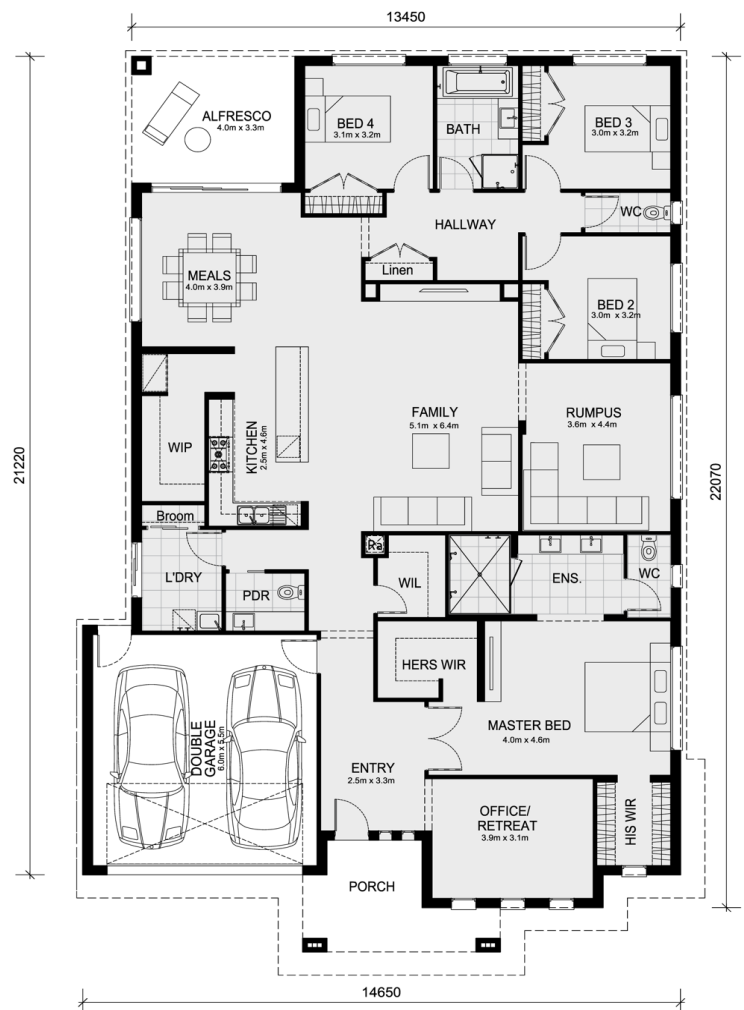 13450
ALFRESCO
4.0m x 3.3m
BED 4
3.1m x 3.2m
BATH
BED 3
3.0m x 3.2m
WC
HALLWAY
Linen
MEALS
4.0m x 3.9m
BED 2
3.0m x 3.2m
21220
22070
WIP
KITCHEN
2.5m x 4.6m
FAMILY
5.1m x 6.4m
RUMPUS
3.6m x 4.4m
Broom
Ra
L'DRY
PDR
WIL
ENS.
WC
HERS WIR
DOUBLE
GARAGE
6.0m x 5.5m
MASTER BED
4.0m x 4.6m
ENTRY
2.5m x 3.3m
OFFICE/
RETREAT
3.9m x 3.1m
HIS WIR
PORCH
14650